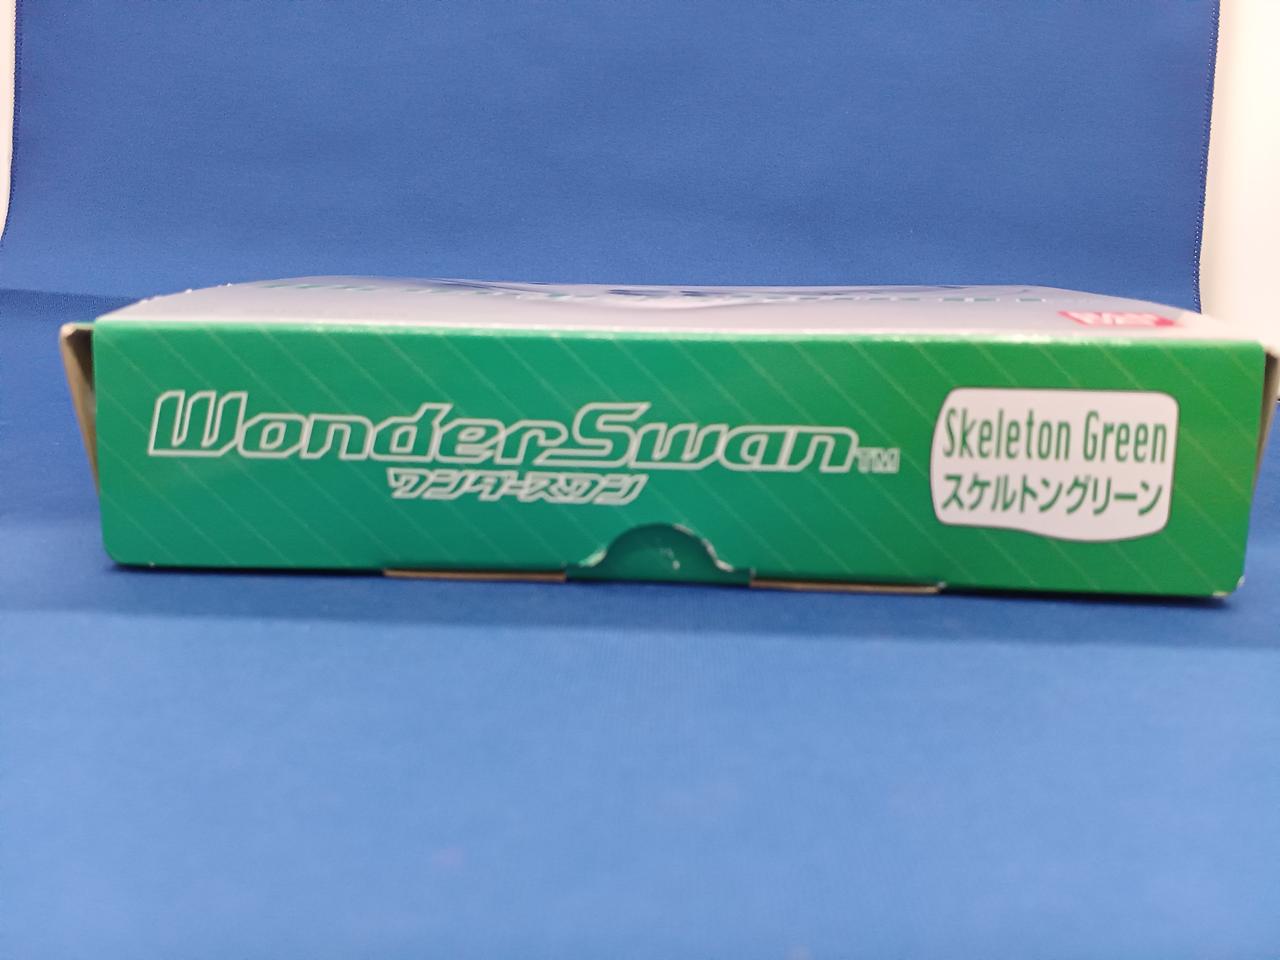 WonderSwan™
ワンダースワン
Skeleton Green
スケルトングリーン